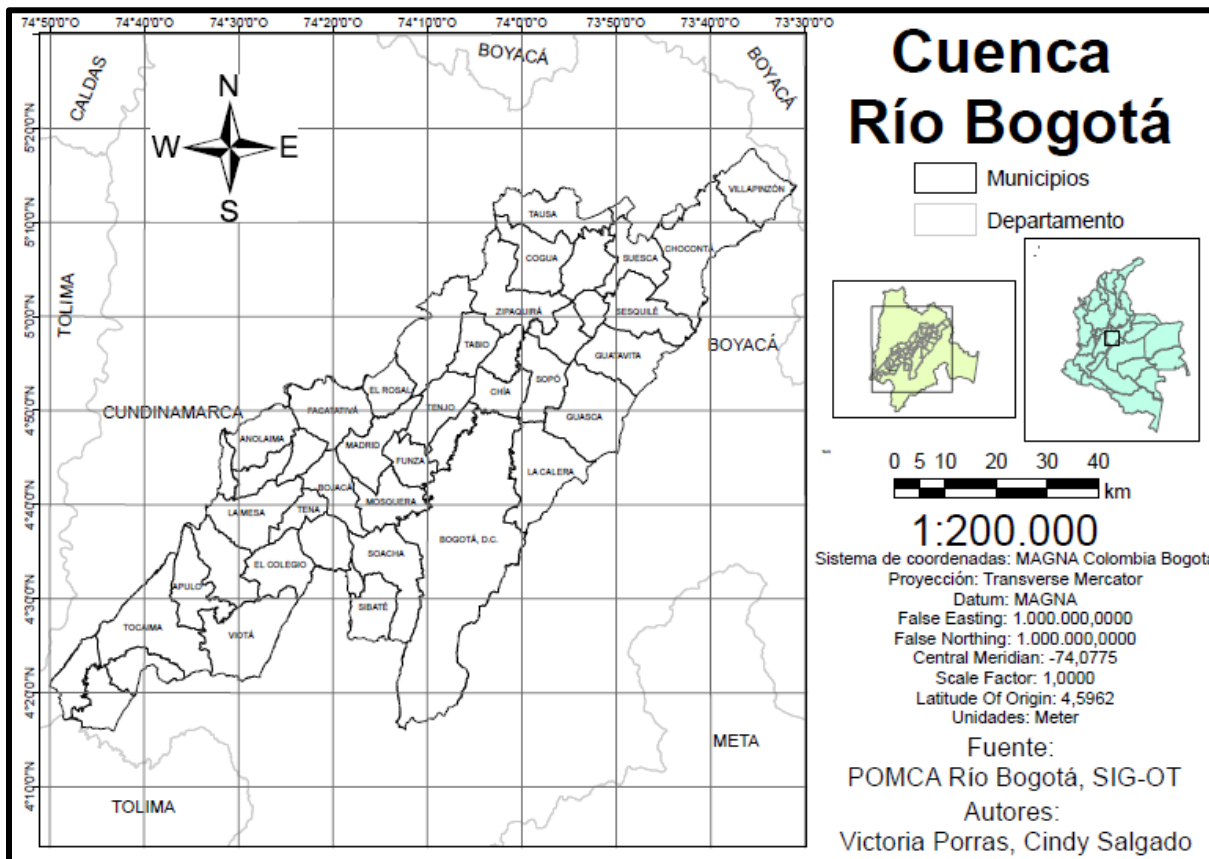 74°50'0"O 74°40'0"O 74°30'0"O 74°20'0"O 74°10'0"O 74°0'0"O 73°50'0"O 73°40'0"O 73°30'0"O
5°20'0"N
5°10'0"N
5°0'0"N
4°50'0"N
4°40'0"N
4°30'0"N
4°20'0"N
4°10'0"N
CALDAS
BOYACÁ
BOYACÁ
N
W E
S
VILLAPINZÓN
TAUSA
CHOCONTÁ
COGUA
SUESCA
TOLIMA
ZIPAQUIRÁ
SESQUILÉ
BOYACÁ
TABIO
GUATAVITA
EL ROSAL
CHÍA
SOPÓ
CUNDINAMARCA
FACATATIVÁ
TENJO
GUASCA
ANOLAIMA
MADRID
FUNZA
LA CALERA
BOJACÁ
MOSQUERA
LA MESA
TENA
BOGOTÁ, D.C.
SOACHA
EL COLEGIO
APULO
SIBATÉ
TOCAIMA
VIOTÁ
META
TOLIMA
Cuenca
Río Bogotá
Municipios
Departamento
0 5 10 20 30 40
km
1:200.000
Sistema de coordenadas: MAGNA Colombia Bogota
Proyección: Transverse Mercator
Datum: MAGNA
False Easting: 1.000.000,0000
False Northing: 1.000.000,0000
Central Meridian: -74,0775
Scale Factor: 1,0000
Latitude Of Origin: 4,5962
Unidades: Meter
Fuente:
POMCA Río Bogotá, SIG-OT
Autores:
Victoria Porras, Cindy Salgado